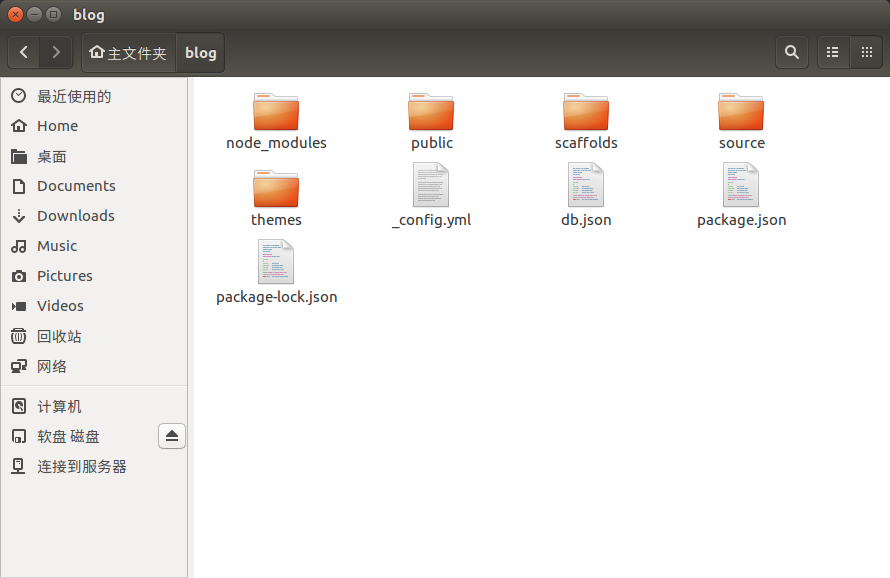 blog
主文件夹 blog
最近使用的
Home
桌面
Documents
Downloads
Music
Pictures
Videos
回收站
网络
计算机
软盘 磁盘
连接到服务器
node_modules public scaffolds source
themes _config.yml db.json package.json
package-lock.json